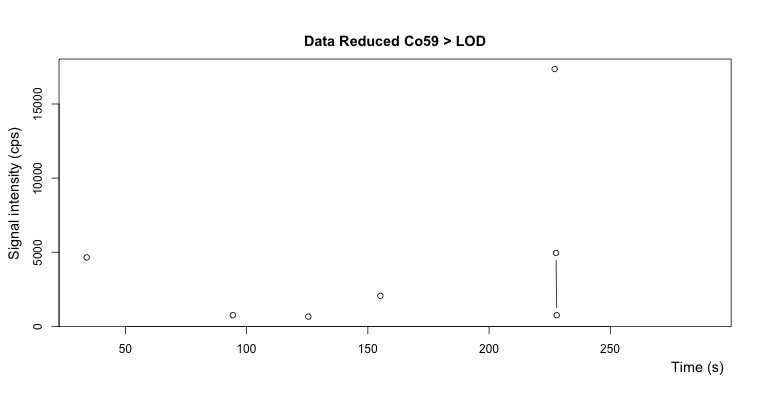 Data Reduced Co59 > LOD
Signal intensity (cps)
15000
10000
5000
0
50 100 150 200 250
Time (s)